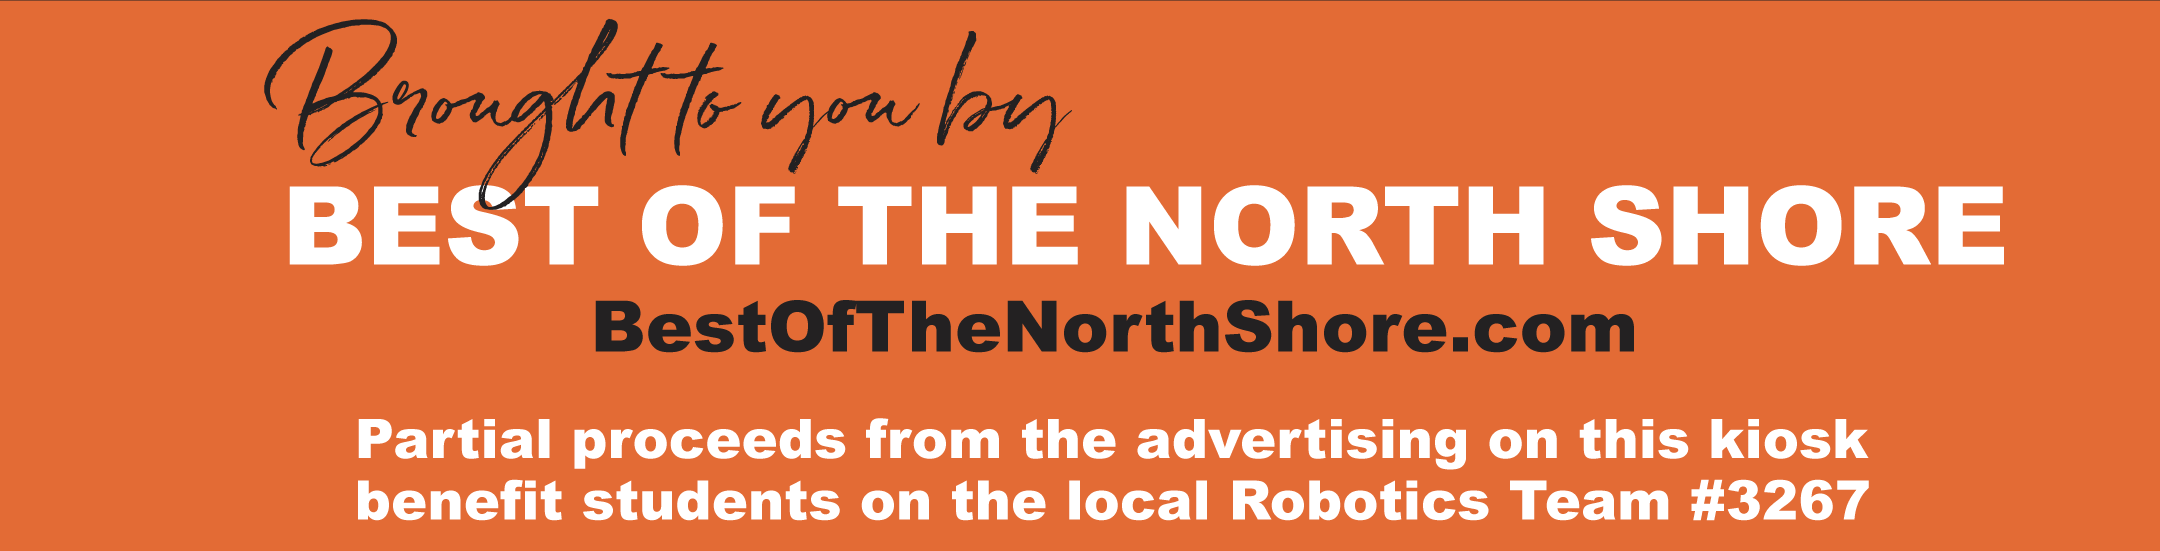 Brought to you by
BEST OF THE NORTH SHORE
BestOfTheNorthShore.com
Partial proceeds from the advertising on this kiosk
benefit students on the local Robotics Team #3267